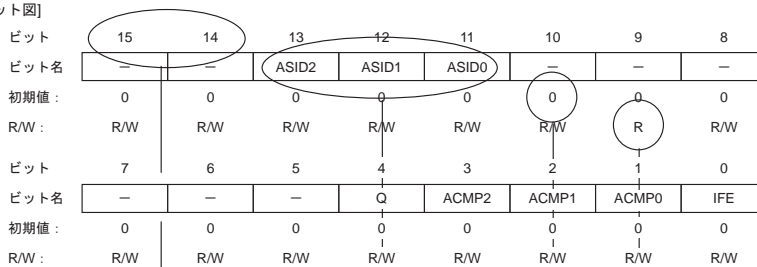 ット図]
ビット 15 14 13 12 11 10 9 8
ビット名 － － ASID2 ASID1 ASID0 － － －
初期値： 0 0 0 0 0 0 0 0
R/W： R/W R/W R/W R/W R/W R/W R R/W
ビット 7 6 5 4 3 2 1 0
ビット名 － － － Q ACMP2 ACMP1 ACMP0 IFE
初期値： 0 0 0 0 0 0 0 0
R/W： R/W R/W R/W R/W R/W R/W R/W R/W